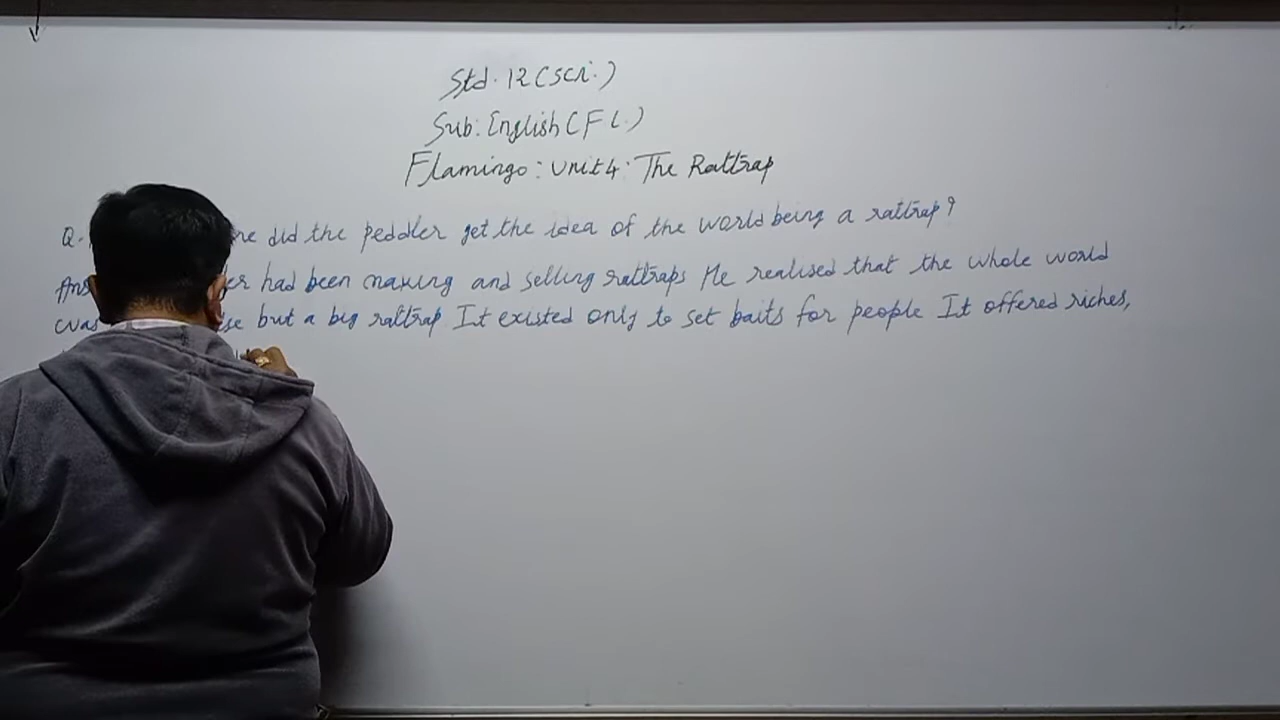 Std. 12 (Sci.)
Sub: English (F L.)
Flamingo: Unit 4: The Rattrap
Q. did the peddler get the idea of the world being a rattrap?
Ans had been making and selling rattraps He realised that the whole world
was but a big rattrap It existed only to set baits for people It offered riches,